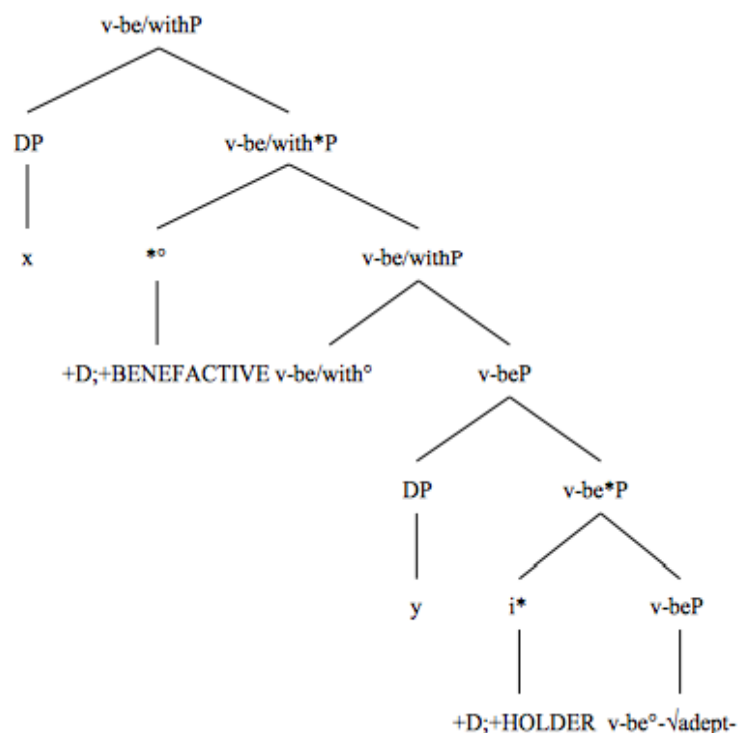 v-be/withP
DP v-be/with*P
x *° v-be/withP
+D;+BENEFACTIVE v-be/with° v-beP
DP v-be*P
y i* v-beP
+D;+HOLDER v-be°-√adept-